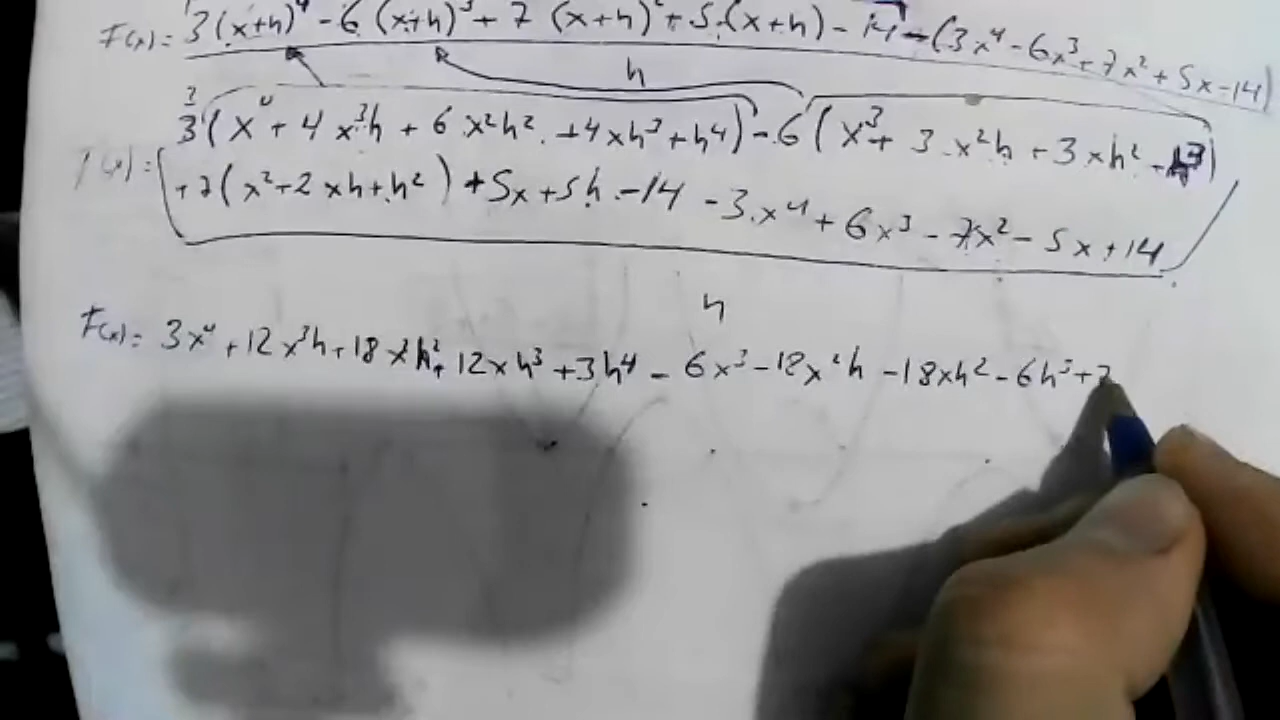 F(x)= 3(x+h)⁴ - 6(x+h)³ + 7(x+h)² + 5(x+h) - 14 - (3x⁴ - 6x³ + 7x² + 5x - 14)
h
3(x⁴ + 4x³h + 6x²h² + 4xh³ + h⁴) - 6(x³ + 3x²h + 3xh² + h³)
F(x)= +7(x² + 2xh + h²) + 5x + 5h - 14 - 3x⁴ + 6x³ - 7x² - 5x + 14
h
F(x)= 3x⁴ + 12x³h + 18x²h² + 12xh³ + 3h⁴ - 6x³ - 18x²h - 18xh² - 6h³ + 7